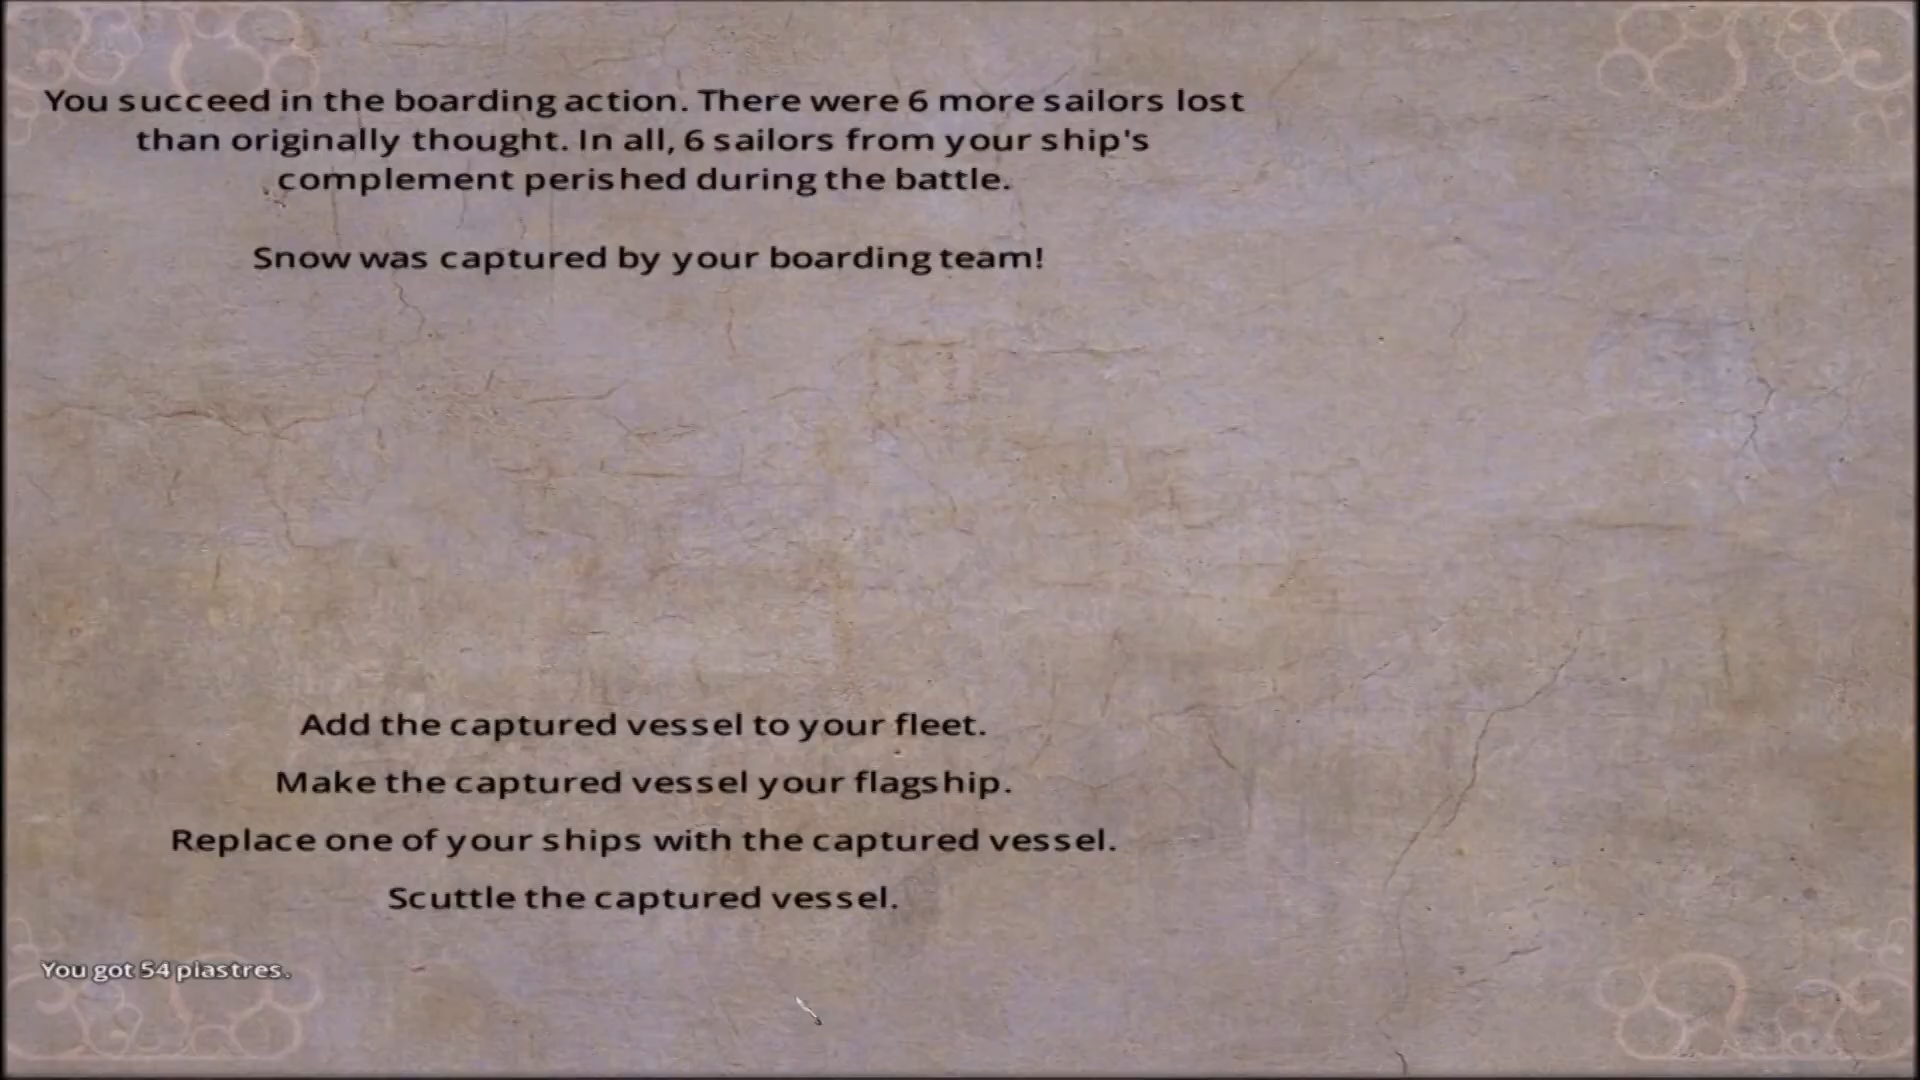 You succeed in the boarding action. There were 6 more sailors lost
than originally thought. In all, 6 sailors from your ship's
complement perished during the battle.
Snow was captured by your boarding team!
Add the captured vessel to your fleet.
Make the captured vessel your flagship.
Replace one of your ships with the captured vessel.
Scuttle the captured vessel.
You got 54 piastres.